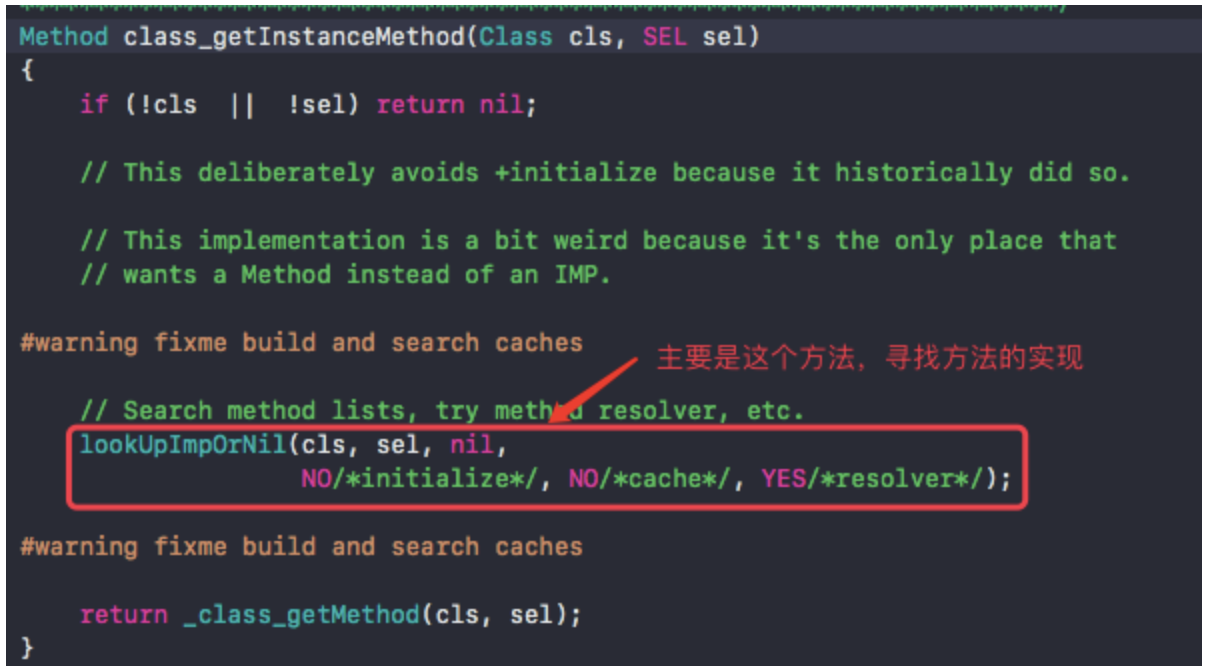 Method class_getInstanceMethod(Class cls, SEL sel)
{
    if (!cls  ||  !sel) return nil;
    // This deliberately avoids +initialize because it historically did so.
    // This implementation is a bit weird because it's the only place that
    // wants a Method instead of an IMP.
#warning fixme build and search caches
主要是这个方法，寻找方法的实现
    // Search method lists, try method resolver, etc.
    lookUpImpOrNil(cls, sel, nil,
                   NO/*initialize*/, NO/*cache*/, YES/*resolver*/);
#warning fixme build and search caches
    return _class_getMethod(cls, sel);
}